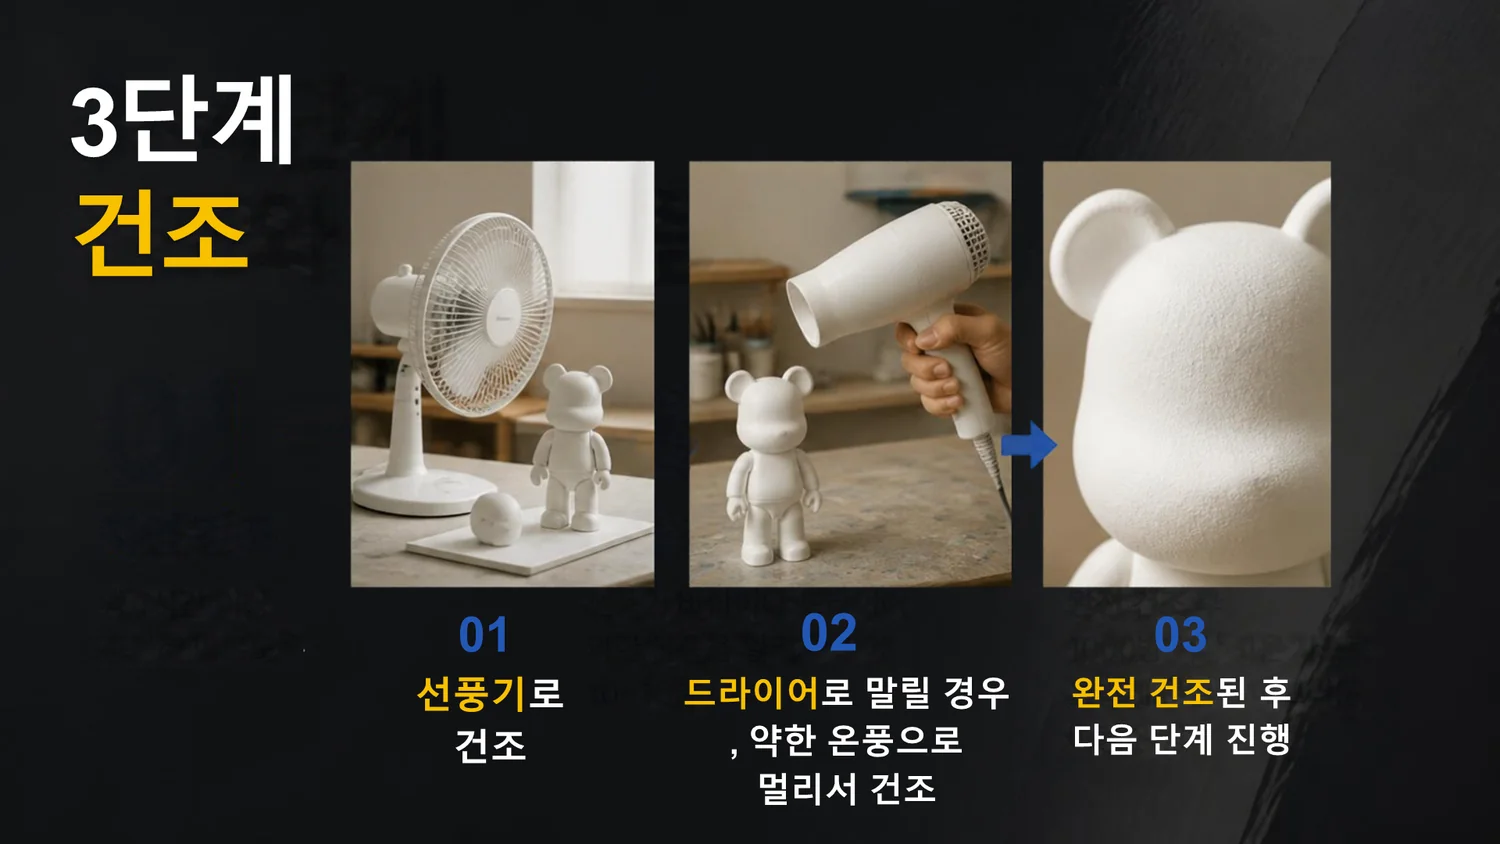 3단계
건조
01
선풍기로
건조
02
드라이어로 말릴 경우
, 약한 온풍으로
멀리서 건조
03
완전 건조된 후
다음 단계 진행